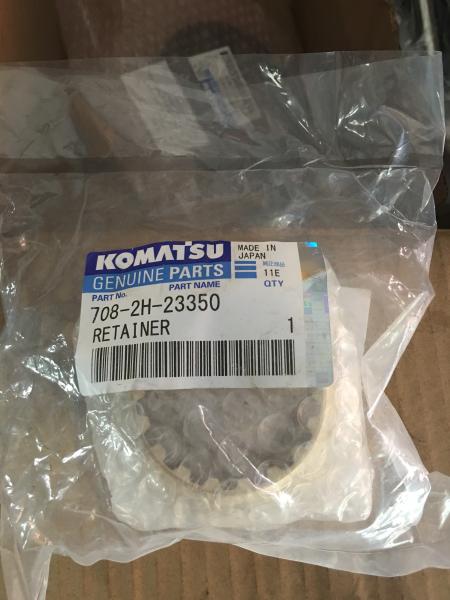 KOMATSU
MADE IN
JAPAN
GENUINE PARTS
11E
PART No.
PART NAME
QTY
708-2H-23350
RETAINER
1